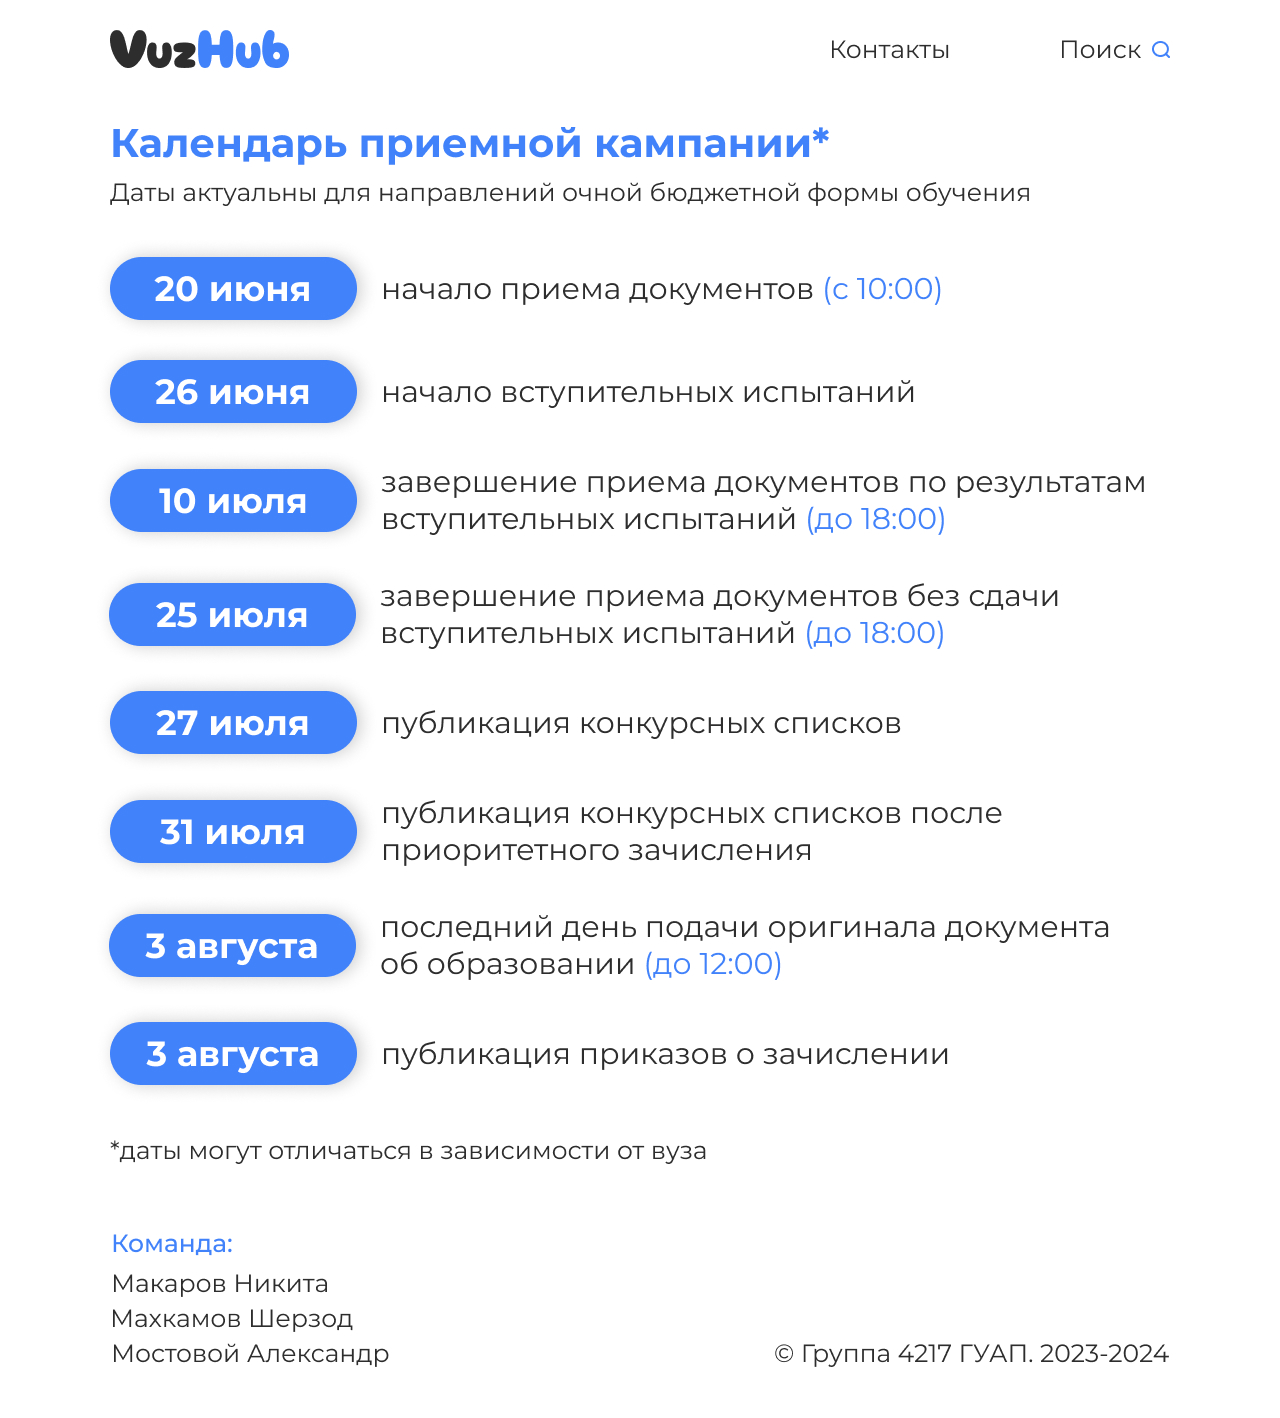 VuzHub
Контакты
Поиск
Календарь приемной кампании*
Даты актуальны для направлений очной бюджетной формы обучения
20 июня
начало приема документов (с 10:00)
26 июня
начало вступительных испытаний
10 июля
завершение приема документов по результатам
вступительных испытаний (до 18:00)
25 июля
завершение приема документов без сдачи
вступительных испытаний (до 18:00)
27 июля
публикация конкурсных списков
31 июля
публикация конкурсных списков после
приоритетного зачисления
3 августа
последний день подачи оригинала документа
об образовании (до 12:00)
3 августа
публикация приказов о зачислении
*даты могут отличаться в зависимости от вуза
Команда:
Макаров Никита
Махкамов Шерзод
Мостовой Александр
© Группа 4217 ГУАП. 2023-2024